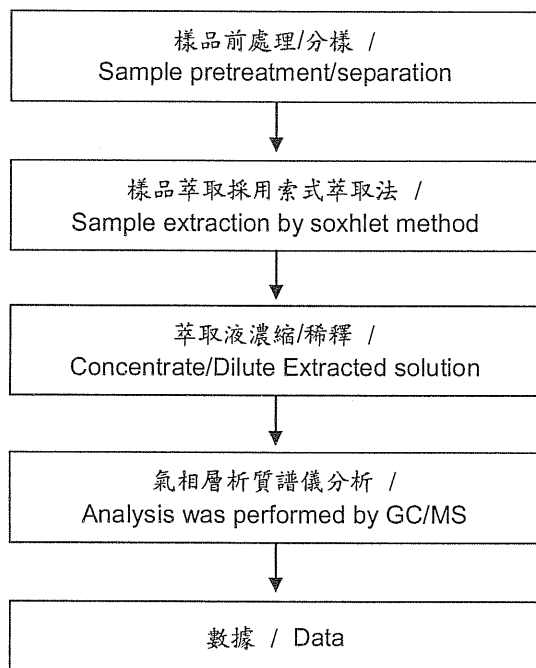 樣品前處理/分樣 /
Sample pretreatment/separation
樣品萃取採用索式萃取法 /
Sample extraction by soxhlet method
萃取液濃縮/稀釋 /
Concentrate/Dilute Extracted solution
氣相層析質譜儀分析 /
Analysis was performed by GC/MS
數據 / Data